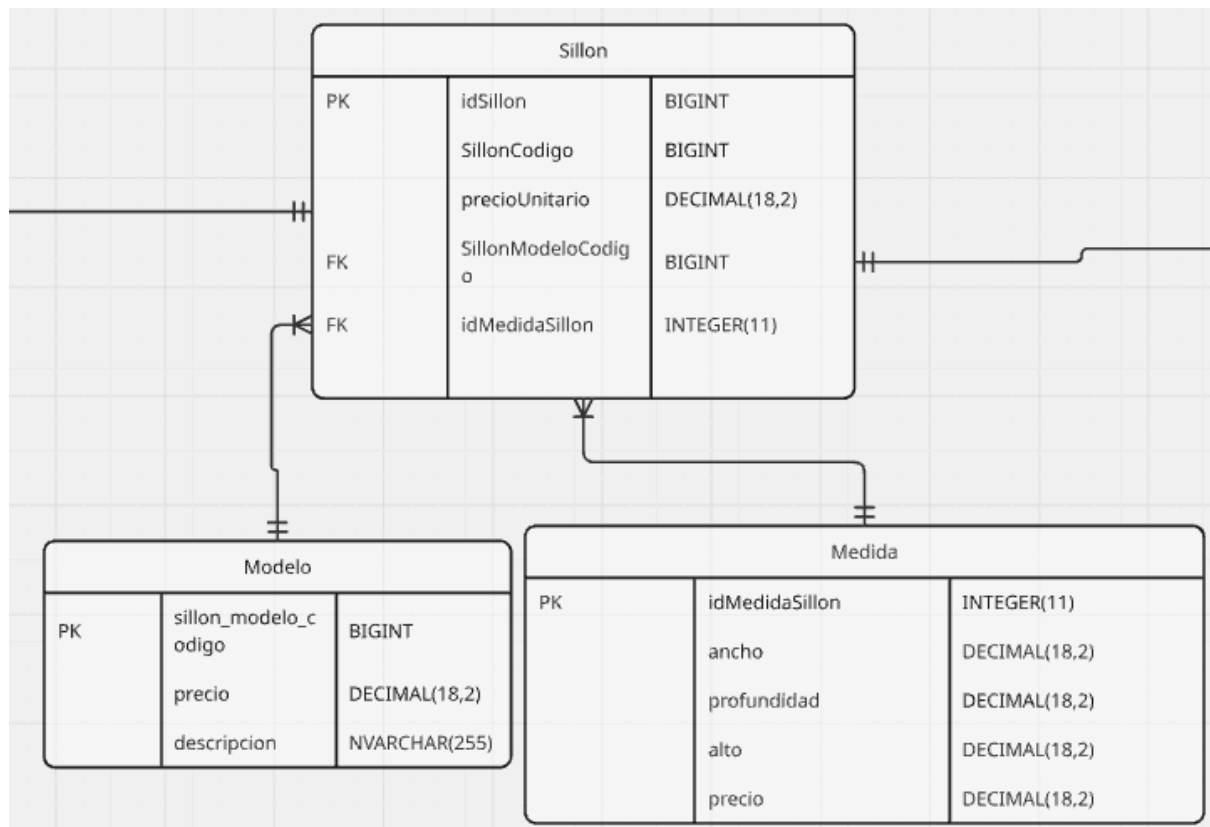 Sillon
PK idSillon BIGINT
SillonCodigo BIGINT
precioUnitario DECIMAL(18,2)
FK SillonModeloCodig
o BIGINT
FK idMedidaSillon INTEGER(11)
Modelo
PK sillon_modelo_c
odigo BIGINT
precio DECIMAL(18,2)
descripcion NVARCHAR(255)
Medida
PK idMedidaSillon INTEGER(11)
ancho DECIMAL(18,2)
profundidad DECIMAL(18,2)
alto DECIMAL(18,2)
precio DECIMAL(18,2)